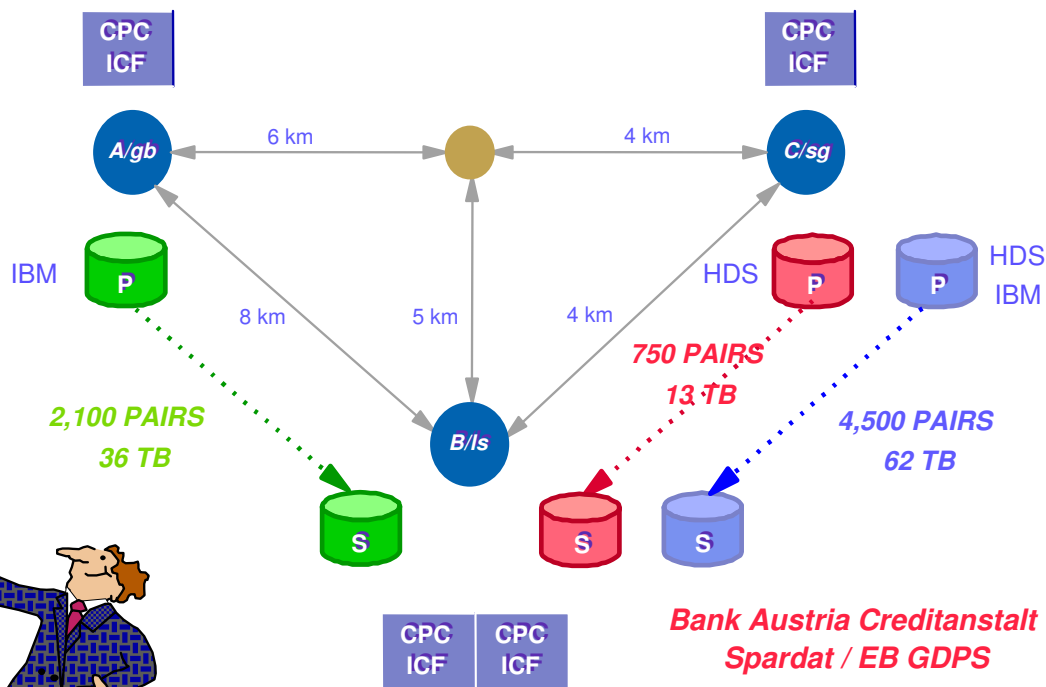 CPC
ICF
CPC
ICF
A/gb
6 km
4 km
C/sg
IBM
P
HDS
P
P
HDS
IBM
8 km
5 km
4 km
750 PAIRS
13 TB
2,100 PAIRS
36 TB
B/ls
4,500 PAIRS
62 TB
S
S
S
CPC
ICF
CPC
ICF
Bank Austria Creditanstalt
Spardat / EB GDPS